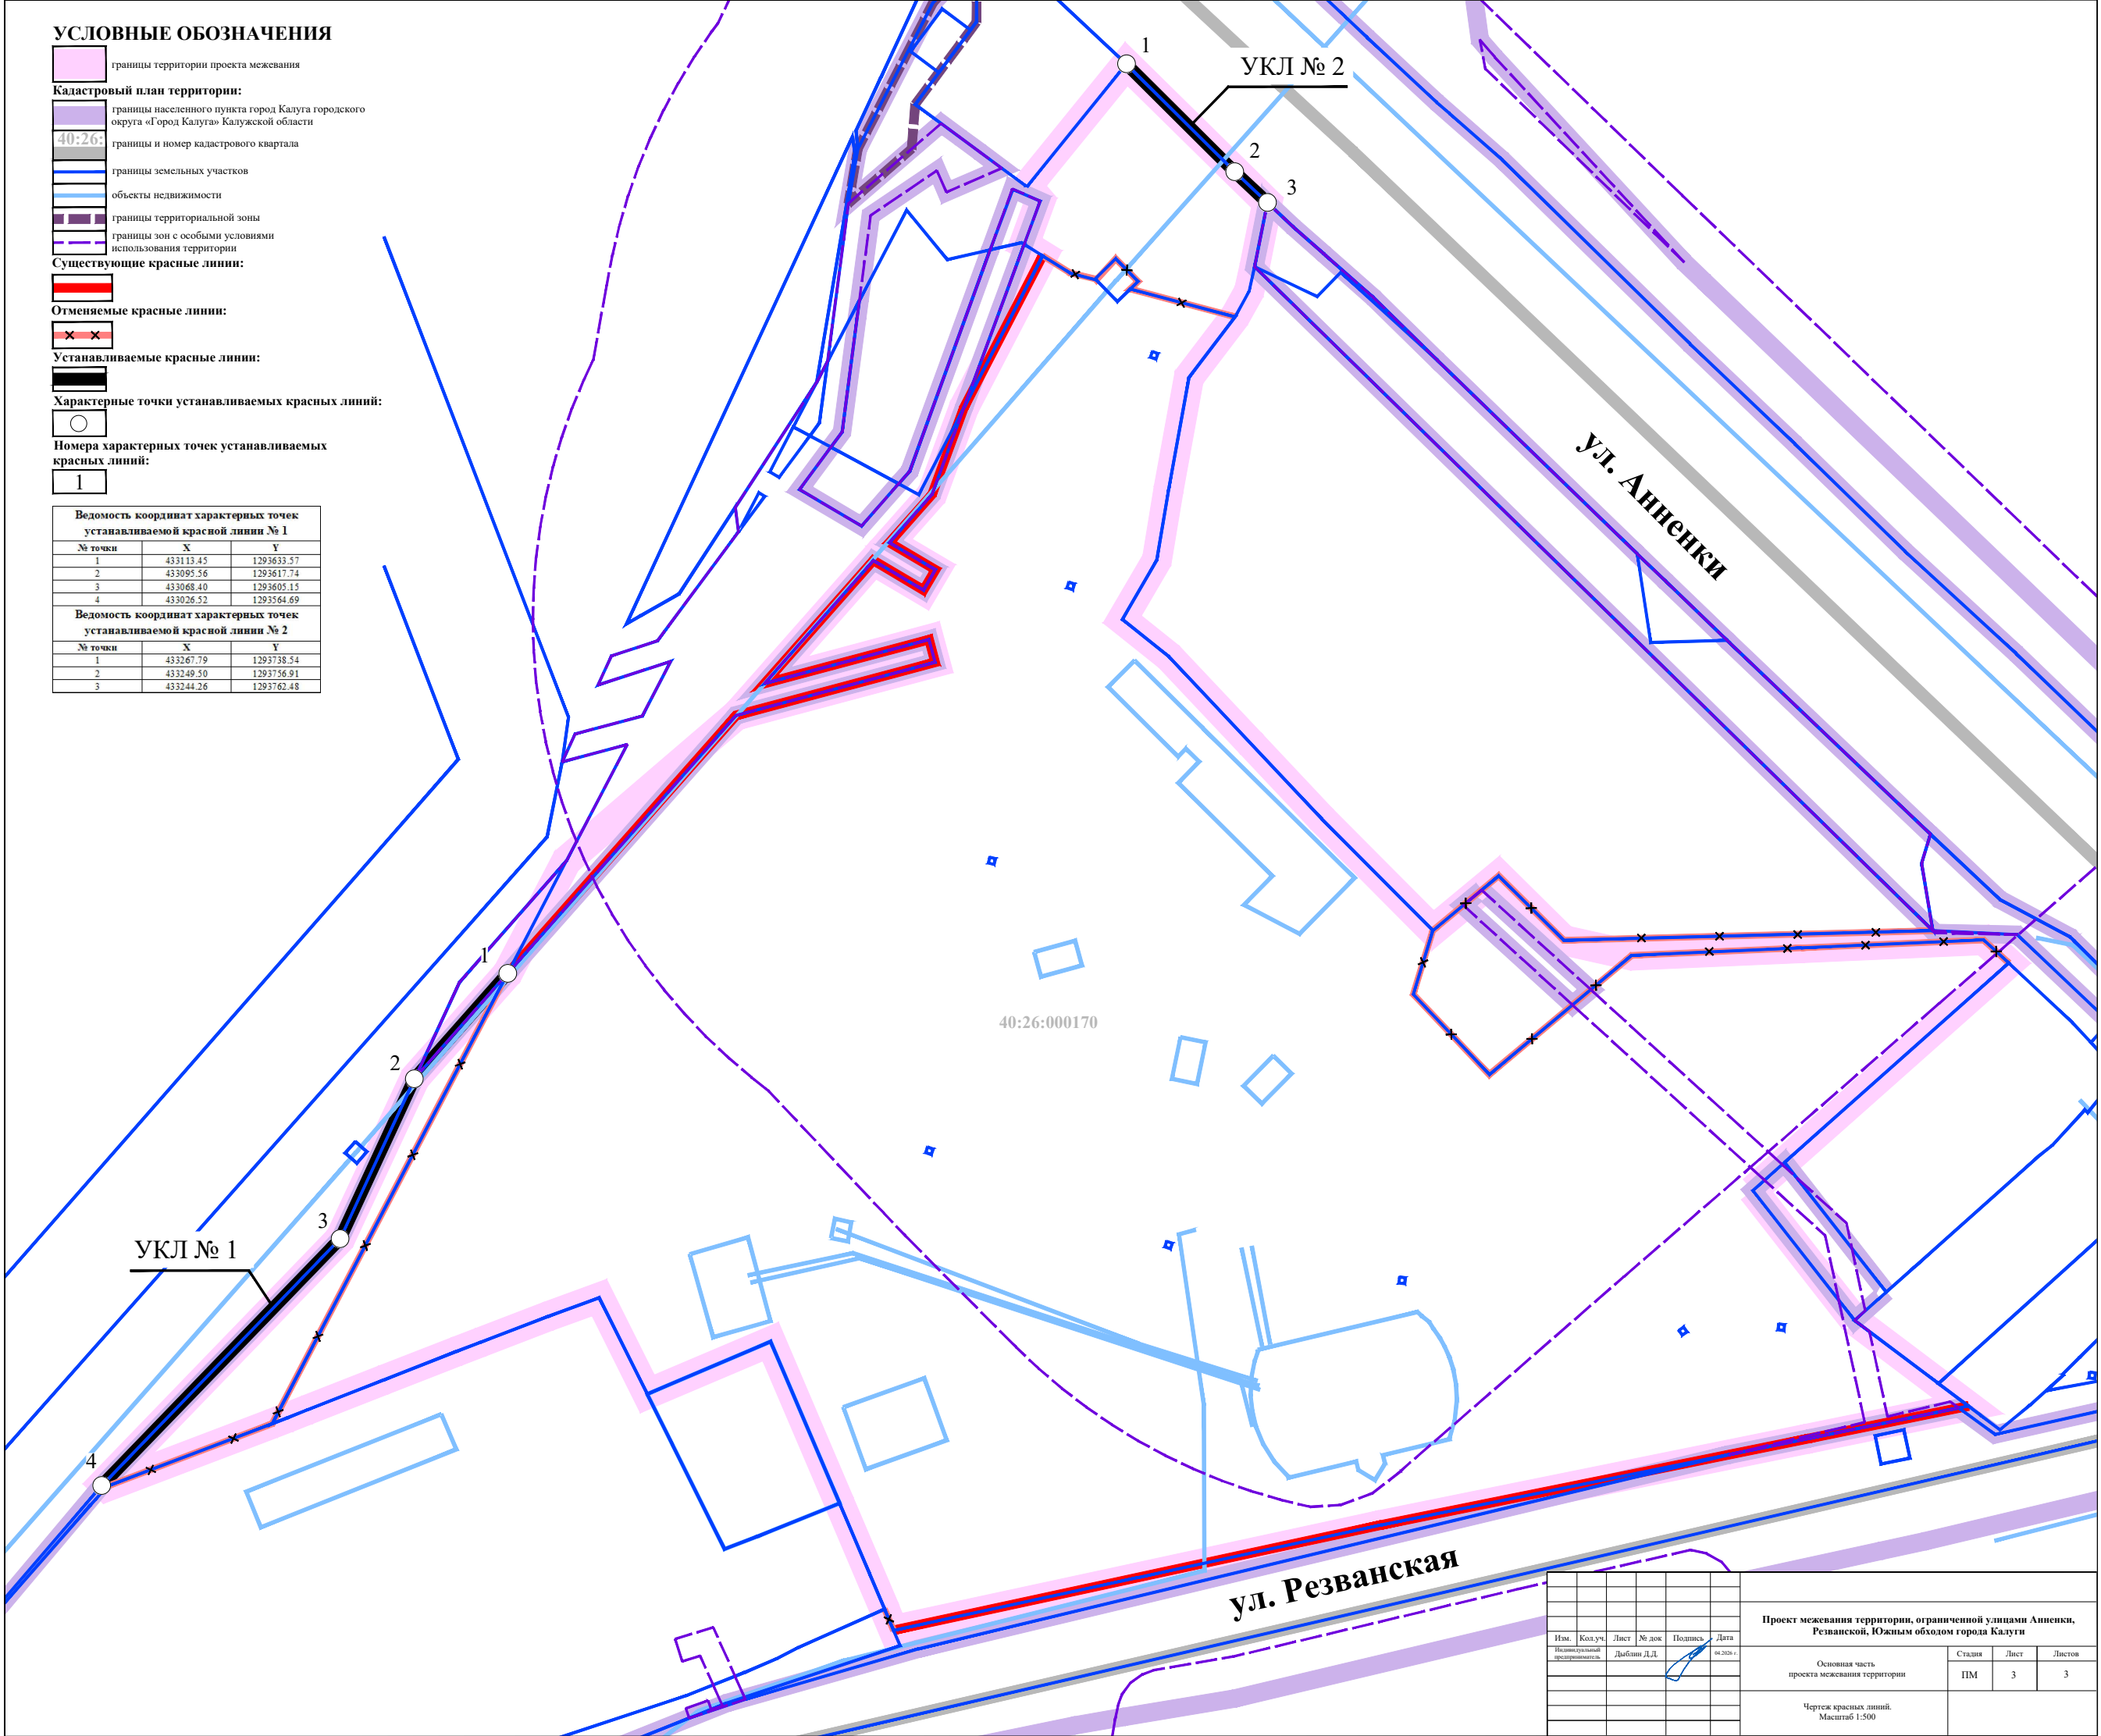 УСЛОВНЫЕ ОБОЗНАЧЕНИЯ
границы территории проекта межевания
Кадастровый план территории:
границы населенного пункта город Калуга городского
округа «Город Калуга» Калужской области
40:26:
границы и номер кадастрового квартала
границы земельных участков
объекты недвижимости
границы территориальной зоны
границы зон с особыми условиями
использования территории
Существующие красные линии:
Отменяемые красные линии:
Устанавливаемые красные линии:
Характерные точки устанавливаемых красных линий:
Номера характерных точек устанавливаемых
красных линий:
1
Ведомость координат характерных точек
устанавливаемой красной линии № 1
№ точки X Y
1 433113.45 1293633.57
2 433095.56 1293617.74
3 433068.40 1293605.15
4 433026.52 1293564.69
Ведомость координат характерных точек
устанавливаемой красной линии № 2
№ точки X Y
1 433267.79 1293738.54
2 433249.50 1293756.91
3 433244.26 1293762.48
1
УКЛ № 2
2
3
ул. Анненки
1
2
3
4
УКЛ № 1
40:26:000170
ул. Резванская
Проект межевания территории, ограниченной улицами Анненки,
Резванской, Южным обходом города Калуги
Изм. Кол.уч. Лист № док Подпись Дата
Индивидуальный
предприниматель
Дыблин Д.Д.
04.2026 г.
Основная часть
проекта межевания территории
Стадия Лист Листов
ПМ 3 3
Чертеж красных линий.
Масштаб 1:500